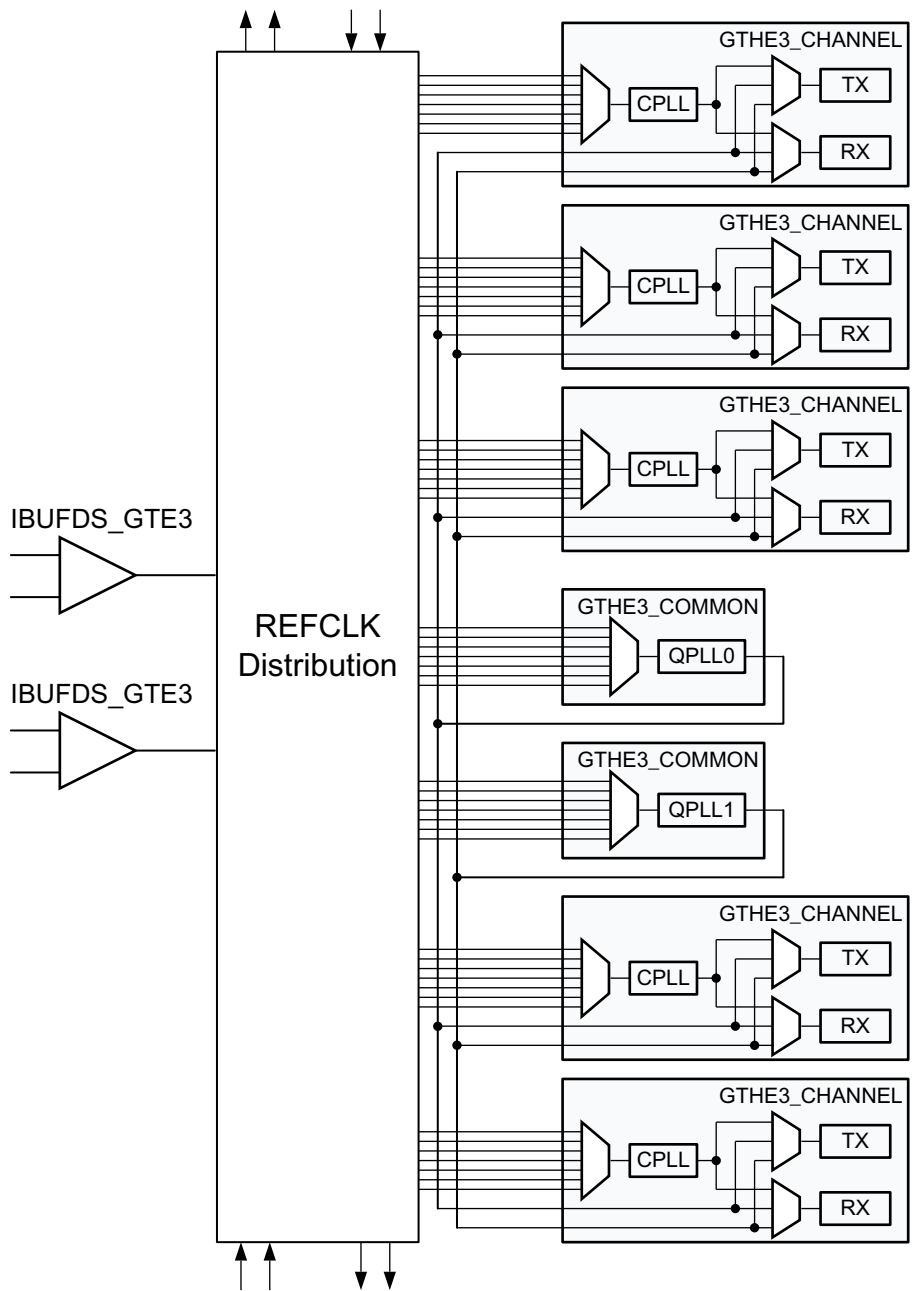 GTHE3_CHANNEL
TX
CPLL
RX
GTHE3_CHANNEL
TX
CPLL
RX
GTHE3_CHANNEL
TX
CPLL
RX
IBUFDS_GTE3
IBUFDS_GTE3
REFCLK
Distribution
GTHE3_COMMON
QPLL0
GTHE3_COMMON
QPLL1
GTHE3_CHANNEL
TX
CPLL
RX
GTHE3_CHANNEL
TX
CPLL
RX